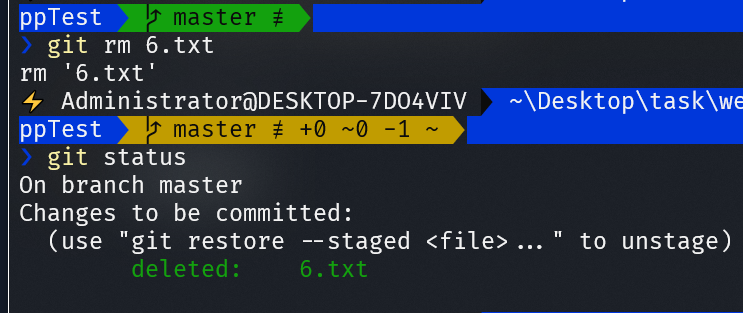 ppTest master ≢
❯ git rm 6.txt
rm '6.txt'
⚡ Administrator@DESKTOP-7DO4VIV ~\Desktop\task\we
ppTest master ≢ +0 ~0 -1 ~
❯ git status
On branch master
Changes to be committed:
(use "git restore --staged <file>..." to unstage)
deleted: 6.txt